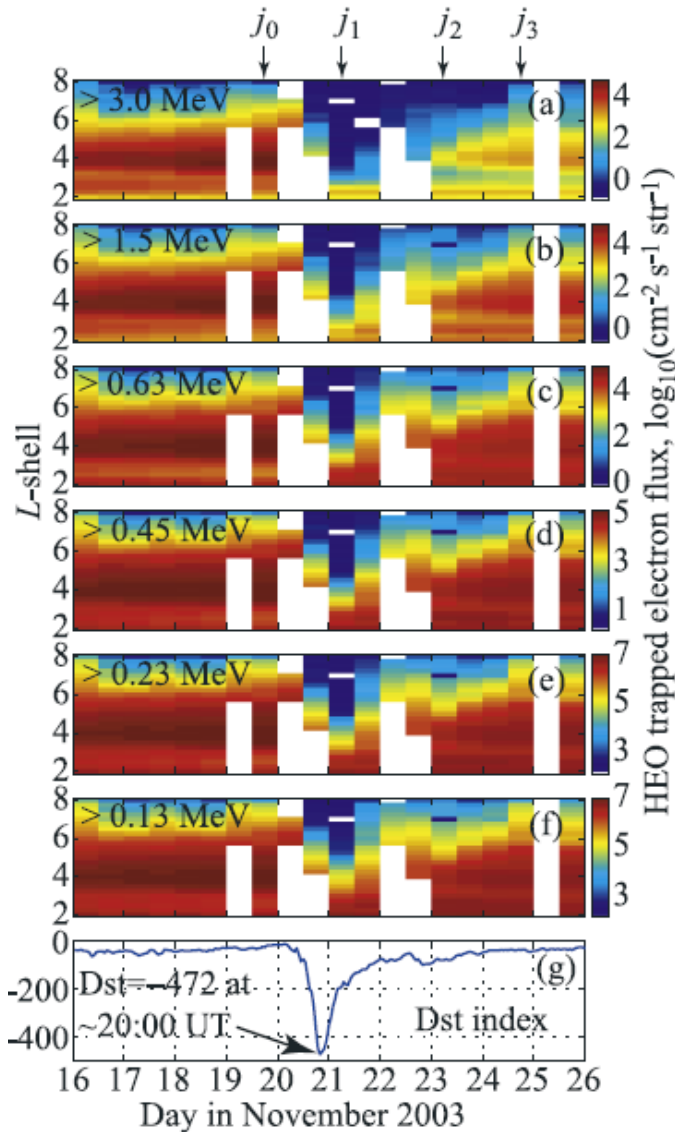 j0 j1 j2 j3
8 > 3.0 MeV (a) 4
6 2
4 0
2
8 > 1.5 MeV (b) 4
6 2
4 0
2
8 > 0.63 MeV (c) 4
6 2
4 0
2
8 > 0.45 MeV (d) 5
6 3
4 1
2
8 > 0.23 MeV (e) 7
6 5
4 3
2
8 > 0.13 MeV (f) 7
6 5
4 3
2
L-shell
HEO trapped electron flux, log10(cm−2 s−1 str−1)
0 (g)
Dst=−472 at
-200
~20:00 UT Dst index
-400
16 17 18 19 20 21 22 23 24 25 26
Day in November 2003